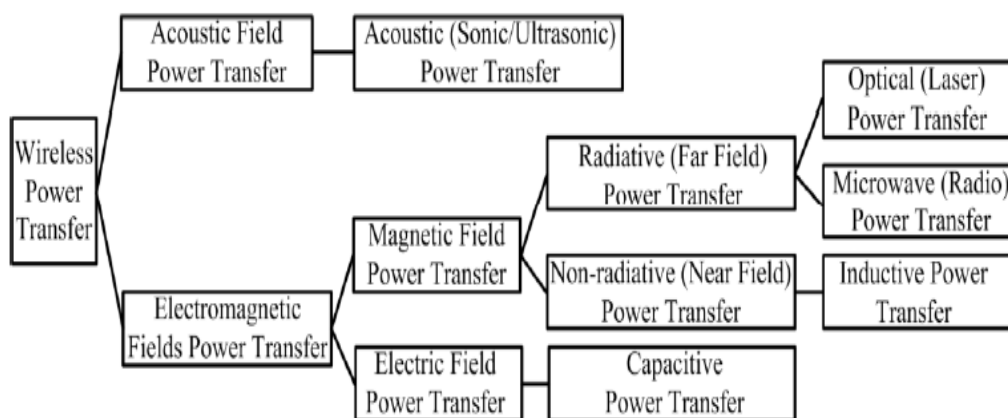 Wireless
Power
Transfer
Acoustic Field
Power Transfer
Acoustic (Sonic/Ultrasonic)
Power Transfer
Electromagnetic
Fields Power Transfer
Magnetic Field
Power Transfer
Electric Field
Power Transfer
Radiative (Far Field)
Power Transfer
Non-radiative (Near Field)
Power Transfer
Capacitive
Power Transfer
Optical (Laser)
Power Transfer
Microwave (Radio)
Power Transfer
Inductive Power
Transfer